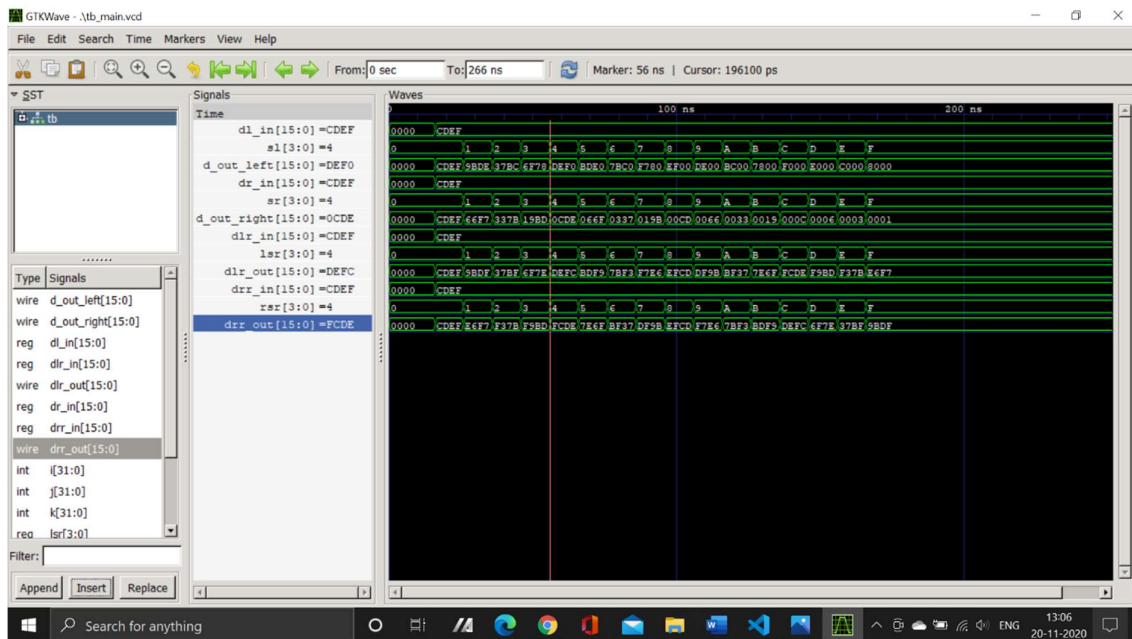 GTKWave - .\tb_main.vcd
File Edit Search Time Markers View Help
From: 0 sec To: 266 ns Marker: 56 ns | Cursor: 196100 ps
SST
tb
Type Signals
wire d_out_left[15:0]
wire d_out_right[15:0]
reg dl_in[15:0]
reg dlr_in[15:0]
wire dlr_out[15:0]
reg dr_in[15:0]
reg drr_in[15:0]
wire drr_out[15:0]
int i[31:0]
int j[31:0]
int k[31:0]
reg lsr[3:0]
Filter:
Append Insert Replace
Signals
Time
dl_in[15:0] =CDEF
sl[3:0] =4
d_out_left[15:0] =DEF0
dr_in[15:0] =CDEF
sr[3:0] =4
d_out_right[15:0] =0CDE
dlr_in[15:0] =CDEF
lsr[3:0] =4
dlr_out[15:0] =DEFC
drr_in[15:0] =CDEF
rsr[3:0] =4
drr_out[15:0] =FCDE
Waves
0 100 ns 200 ns
0000 CDEF
0 1 2 3 4 5 6 7 8 9 A B C D E F
0000 CDEF 9BDE 37BC 6F78 DEF0 BDE0 7BC0 F780 EF00 DE00 BC00 7800 F000 E000 C000 8000
0000 CDEF
0 1 2 3 4 5 6 7 8 9 A B C D E F
0000 CDEF 66F7 337B 19BD 0CDE 066F 0337 019B 00CD 0066 0033 0019 000C 0006 0003 0001
0000 CDEF
0 1 2 3 4 5 6 7 8 9 A B C D E F
0000 CDEF 9BDF 37BF 6F7E DEFC BDF9 7BF3 F7E6 EFCD DF9B BF37 7E6F FCDE F9BD F37B E6F7
0000 CDEF
0 1 2 3 4 5 6 7 8 9 A B C D E F
0000 CDEF E6F7 F37B F9BD FCDE 7E6F BF37 DF9B EFCD F7E6 7BF3 BDF9 DEFC 6F7E 37BF 9BDF
Search for anything
ENG
13:06
20-11-2020